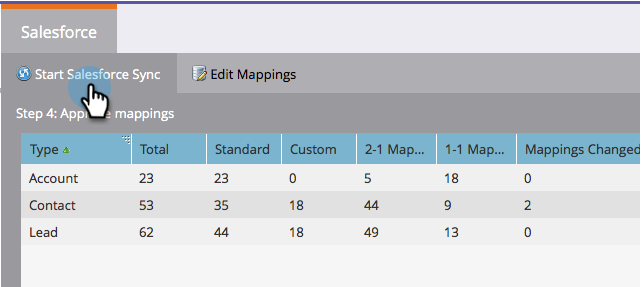 Salesforce
Start Salesforce Sync Edit Mappings
Step 4: mappings
Type Total Standard Custom 2-1 Map... 1-1 Map... Mappings Changed
Account 23 23 0 5 18 0
Contact 53 35 18 44 9 2
Lead 62 44 18 49 13 0